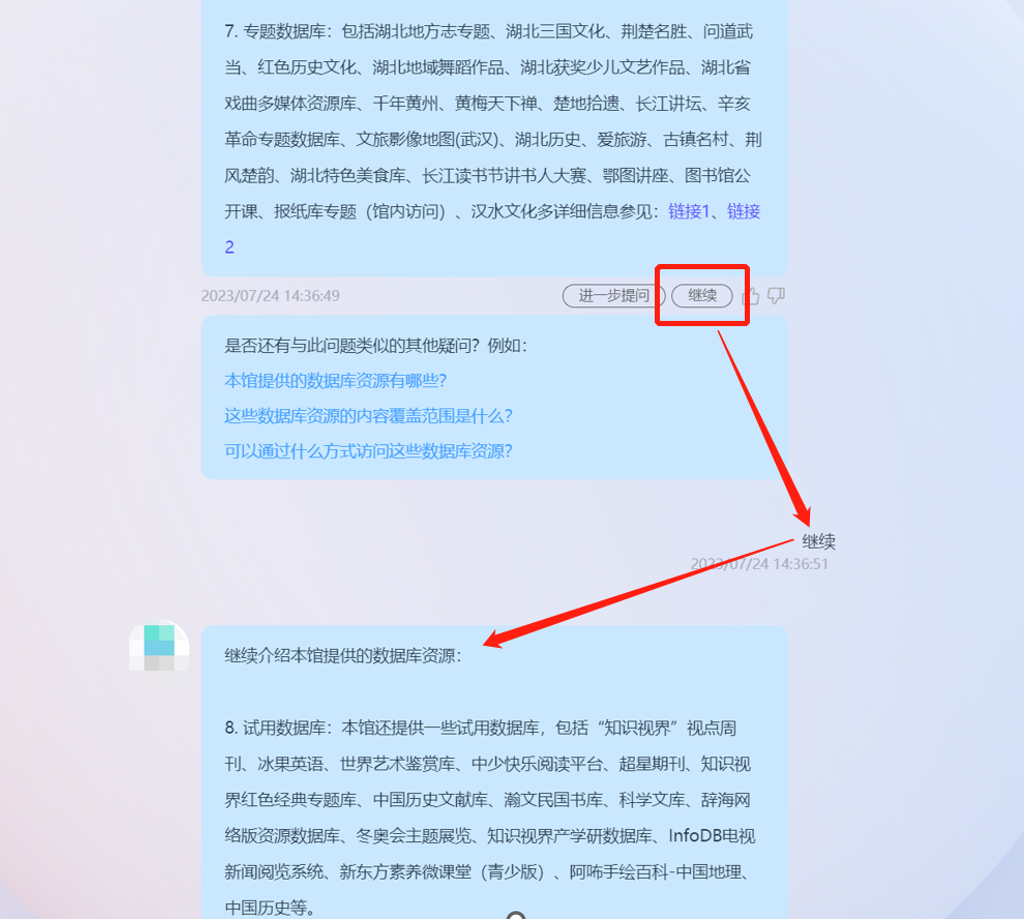 7. 专题数据库：包括湖北地方志专题、湖北三国文化、荆楚名胜、问道武
当、红色历史文化、湖北地域舞蹈作品、湖北获奖少儿文艺作品、湖北省
戏曲多媒体资源库、千年黄州、黄梅天下禅、楚地拾遗、长江讲坛、辛亥
革命专题数据库、文旅影像地图(武汉)、湖北历史、爱旅游、古镇名村、荆
风楚韵、湖北特色美食库、长江读书节讲书人大赛、鄂图讲座、图书馆公
开课、报纸库专题（馆内访问）、汉水文化多详细信息参见：链接1、链接
2
2023/07/24 14:36:49 进一步提问 继续
是否还有与此问题类似的其他疑问？例如：
本馆提供的数据库资源有哪些？
这些数据库资源的内容覆盖范围是什么？
可以通过什么方式访问这些数据库资源？
继续
2023/07/24 14:36:51
继续介绍本馆提供的数据库资源：
8. 试用数据库：本馆还提供一些试用数据库，包括“知识视界”视点周
刊、冰果英语、世界艺术鉴赏库、中少快乐阅读平台、超星期刊、知识视
界红色经典专题库、中国历史文献库、瀚文民国书库、科学文库、辞海网
络版资源数据库、冬奥会主题展览、知识视界产学研数据库、InfoDB电视
新闻阅览系统、新东方素养微课堂（青少版）、阿咘手绘百科-中国地理、
中国历史等。